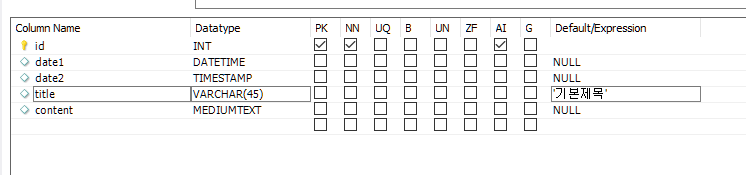 Column Name Datatype PK NN UQ B UN ZF AI G Default/Expression
id INT
date1 DATETIME NULL
date2 TIMESTAMP NULL
title VARCHAR(45) '기본제목'
content MEDIUMTEXT NULL